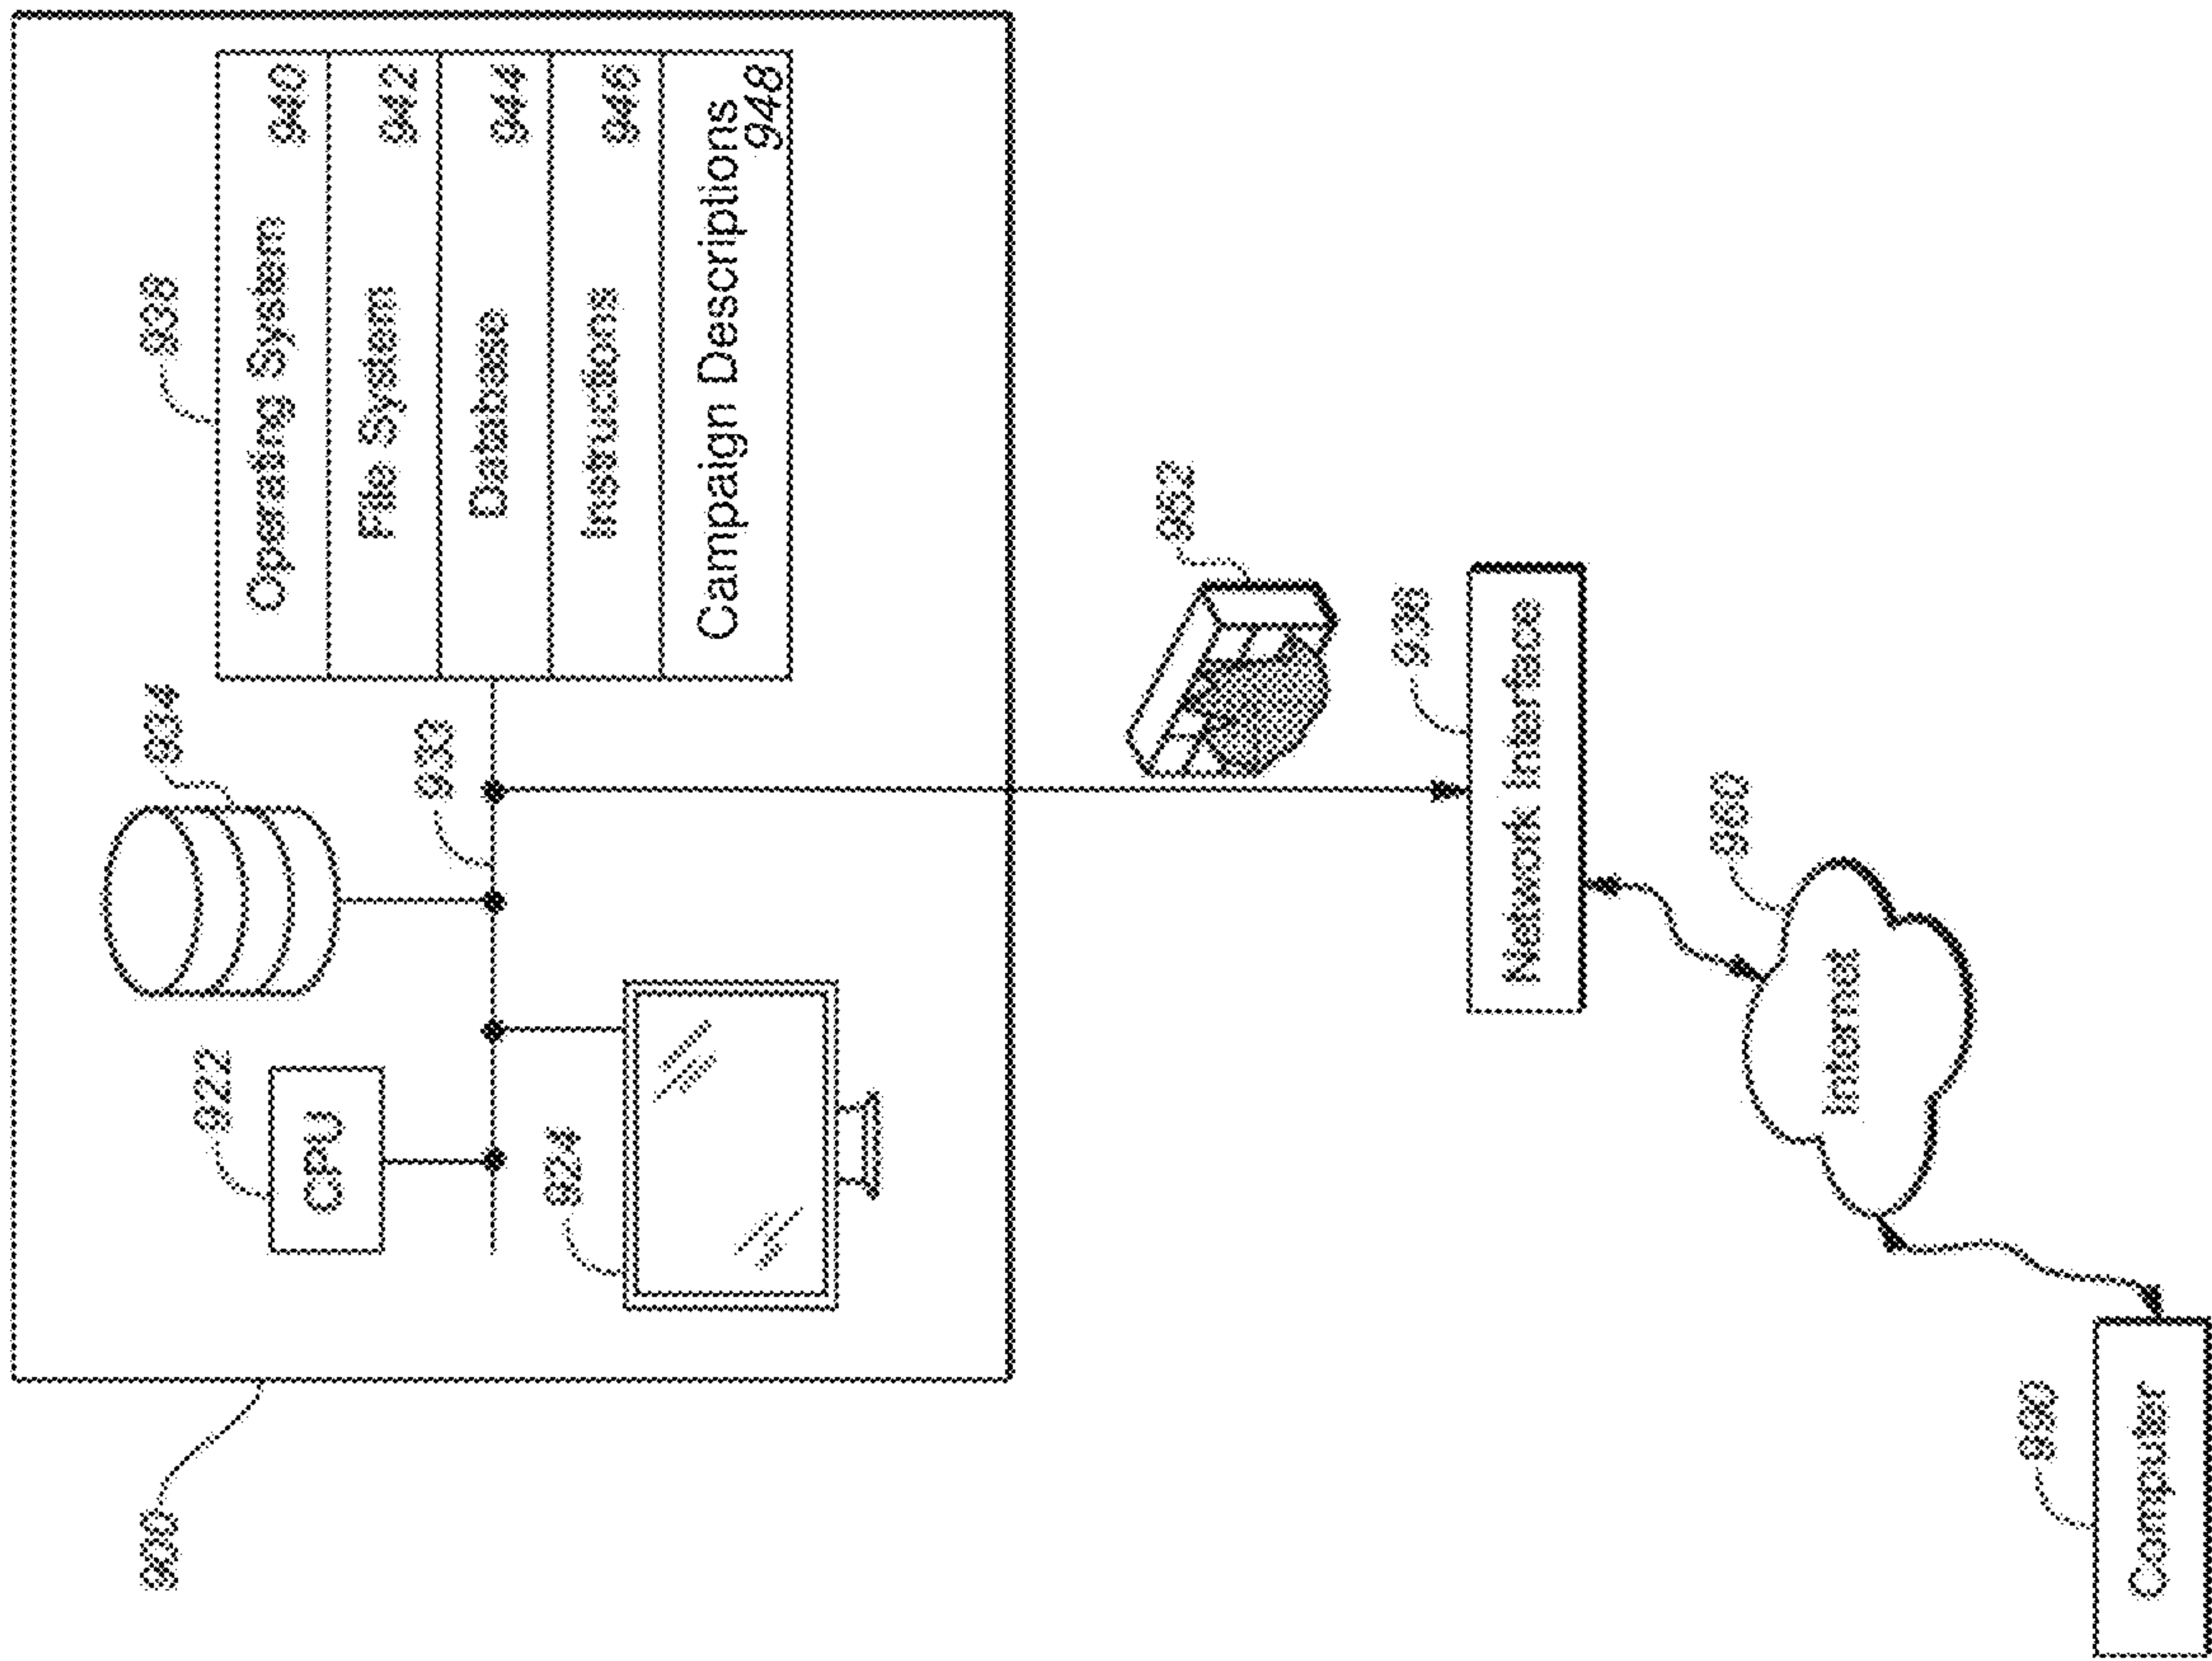 900
922
CPU
924
934
933
938
Operating System 940
File System 942
Database 944
Instructions 946
Campaign Descriptions
948
952
936
Network Interface
960
Internet
990
Computer